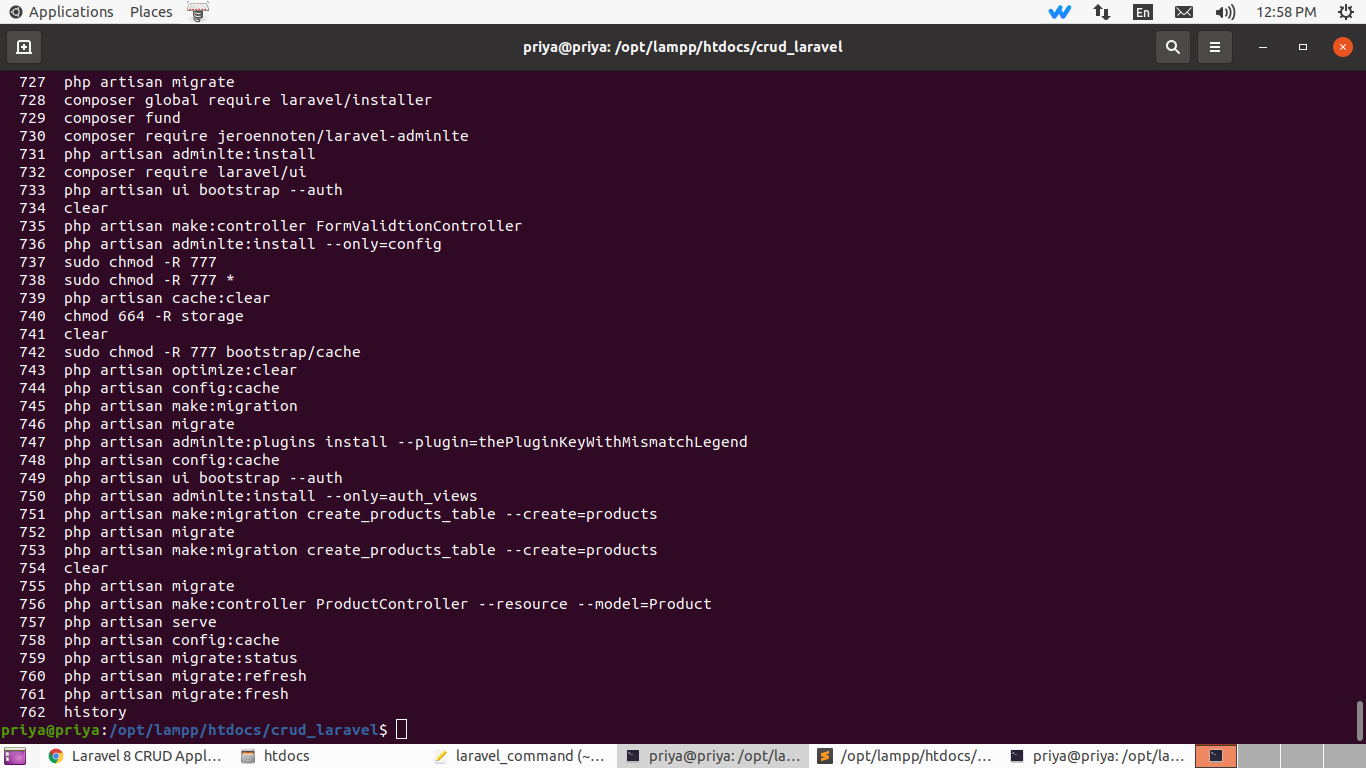 Applications Places En 12:58 PM
priya@priya: /opt/lampp/htdocs/crud_laravel
727 php artisan migrate
728 composer global require laravel/installer
729 composer fund
730 composer require jeroennoten/laravel-adminlte
731 php artisan adminlte:install
732 composer require laravel/ui
733 php artisan ui bootstrap --auth
734 clear
735 php artisan make:controller FormValidtionController
736 php artisan adminlte:install --only=config
737 sudo chmod -R 777
738 sudo chmod -R 777 *
739 php artisan cache:clear
740 chmod 664 -R storage
741 clear
742 sudo chmod -R 777 bootstrap/cache
743 php artisan optimize:clear
744 php artisan config:cache
745 php artisan make:migration
746 php artisan migrate
747 php artisan adminlte:plugins install --plugin=thePluginKeyWithMismatchLegend
748 php artisan config:cache
749 php artisan ui bootstrap --auth
750 php artisan adminlte:install --only=auth_views
751 php artisan make:migration create_products_table --create=products
752 php artisan migrate
753 php artisan make:migration create_products_table --create=products
754 clear
755 php artisan migrate
756 php artisan make:controller ProductController --resource --model=Product
757 php artisan serve
758 php artisan config:cache
759 php artisan migrate:status
760 php artisan migrate:refresh
761 php artisan migrate:fresh
762 history
priya@priya:/opt/lampp/htdocs/crud_laravel$
Laravel 8 CRUD Appl... htdocs laravel_command (~... priya@priya: /opt/la... /opt/lampp/htdocs/... priya@priya: /opt/la...